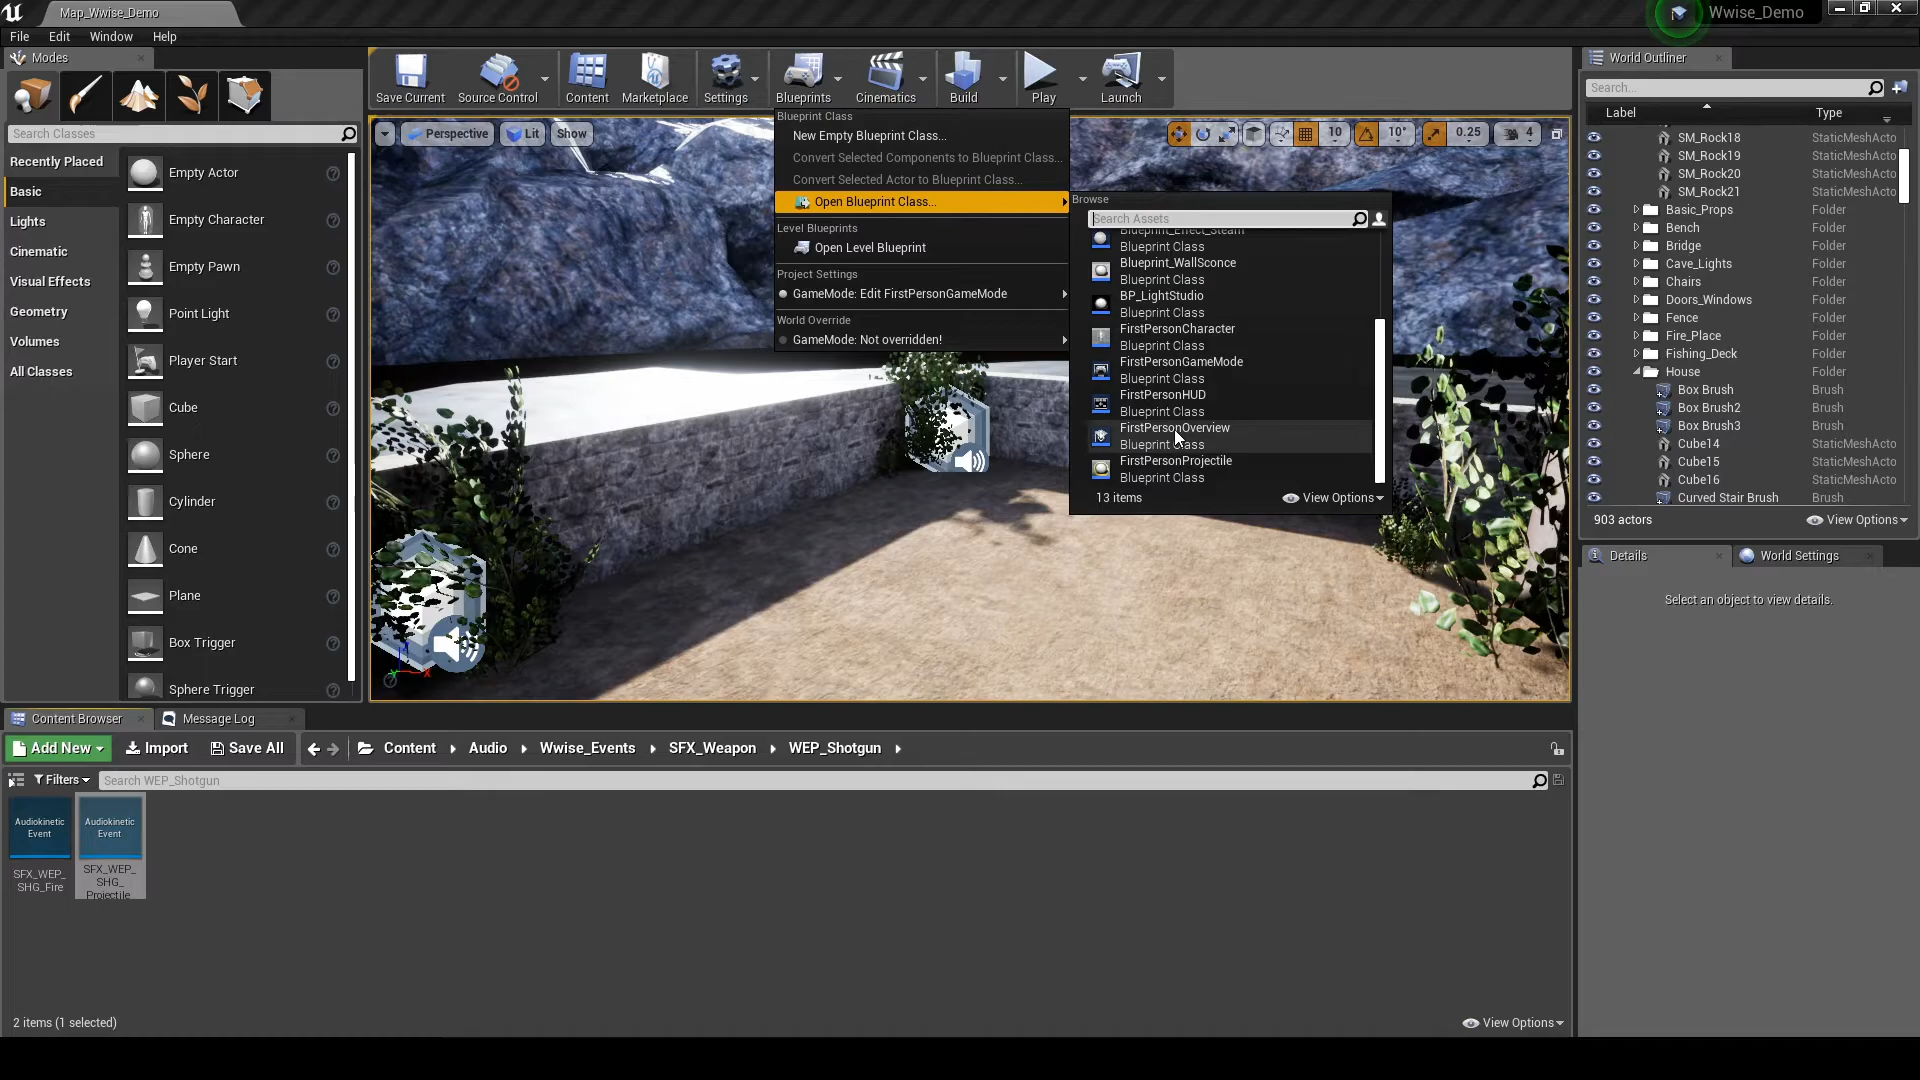 Map_Wwise_Demo
Wwise_Demo
File Edit Window Help
Modes
Search Classes
Recently Placed
Basic
Lights
Cinematic
Visual Effects
Geometry
Volumes
All Classes
Empty Actor
Empty Character
Empty Pawn
Point Light
Player Start
Cube
Sphere
Cylinder
Cone
Plane
Box Trigger
Sphere Trigger
Save Current
Source Control
Content
Marketplace
Settings
Blueprints
Cinematics
Build
Play
Launch
Perspective
Lit
Show
10
10°
0.25
4
Blueprint Class
New Empty Blueprint Class...
Convert Selected Components to Blueprint Class...
Convert Selected Actor to Blueprint Class...
Open Blueprint Class...
Level Blueprints
Open Level Blueprint
Project Settings
GameMode: Edit FirstPersonGameMode
World Override
GameMode: Not overridden!
Browse
Search Assets
Blueprint_Effect_Steam
Blueprint Class
Blueprint_WallSconce
Blueprint Class
BP_LightStudio
Blueprint Class
FirstPersonCharacter
Blueprint Class
FirstPersonGameMode
Blueprint Class
FirstPersonHUD
Blueprint Class
FirstPersonOverview
Blueprint Class
FirstPersonProjectile
Blueprint Class
13 items
View Options
World Outliner
Search...
Label Type
SM_Rock18 StaticMeshActo
SM_Rock19 StaticMeshActo
SM_Rock20 StaticMeshActo
SM_Rock21 StaticMeshActo
Basic_Props Folder
Bench Folder
Bridge Folder
Cave_Lights Folder
Chairs Folder
Doors_Windows Folder
Fence Folder
Fire_Place Folder
Fishing_Deck Folder
House Folder
Box Brush Brush
Box Brush2 Brush
Box Brush3 Brush
Cube14 StaticMeshActo
Cube15 StaticMeshActo
Cube16 StaticMeshActo
Curved Stair Brush Brush
903 actors
View Options
Details
World Settings
Select an object to view details.
Content Browser
Message Log
Add New
Import
Save All
Content
Audio
Wwise_Events
SFX_Weapon
WEP_Shotgun
Filters
Search WEP_Shotgun
Audiokinetic
Event
SFX_WEP_
SHG_Fire
Audiokinetic
Event
SFX_WEP_
SHG_
Projectile
2 items (1 selected)
View Options